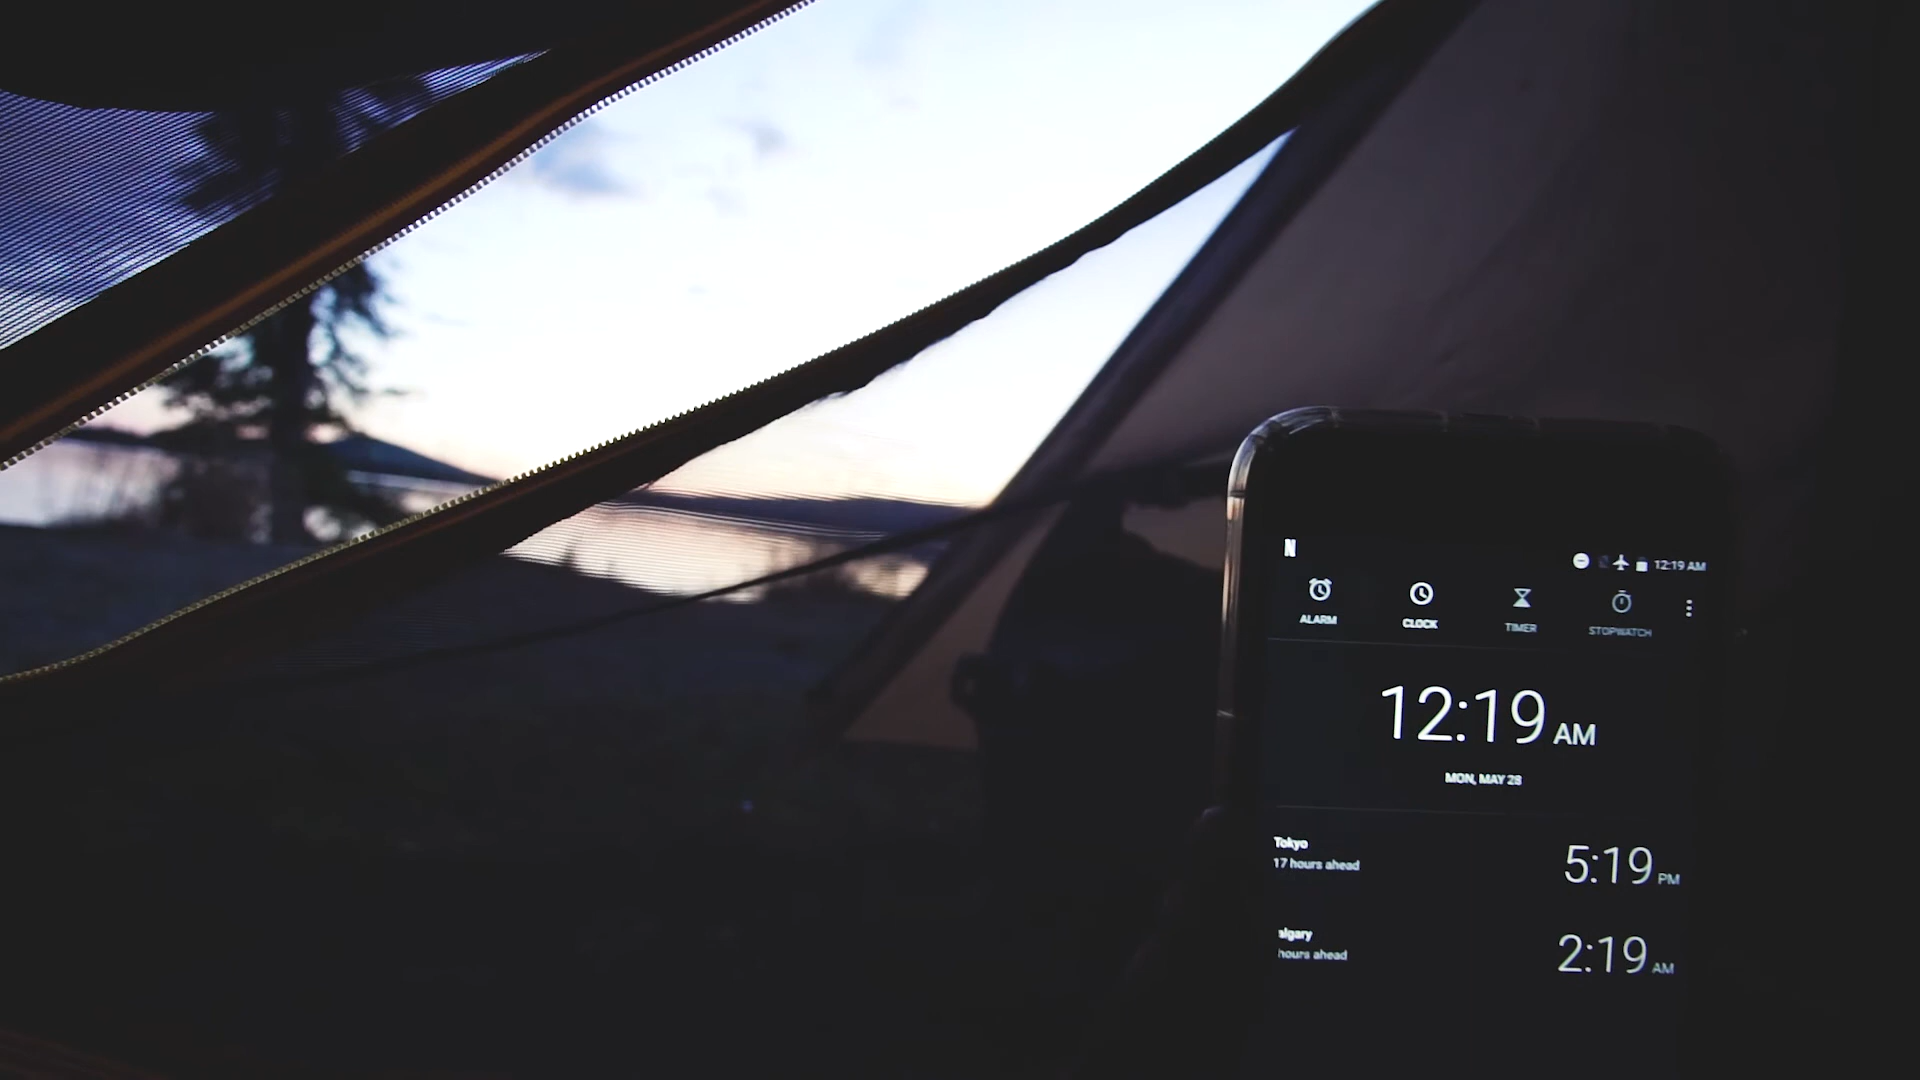 N
12:19 AM
ALARM CLOCK TIMER STOPWATCH
12:19 AM
MON, MAY 28
Tokyo
17 hours ahead
5:19 PM
algary
hours ahead
2:19 AM